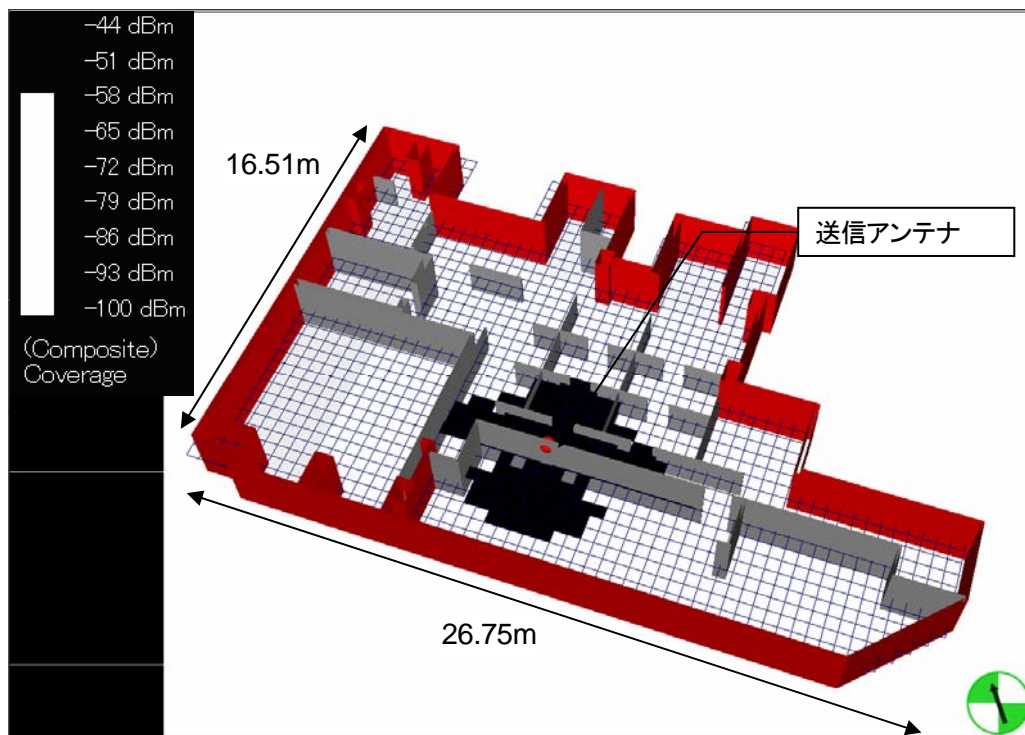 -44 dBm
-51 dBm
-58 dBm
-65 dBm
-72 dBm
-79 dBm
-86 dBm
-93 dBm
-100 dBm
(Composite)
Coverage
16.51m
送信アンテナ
26.75m